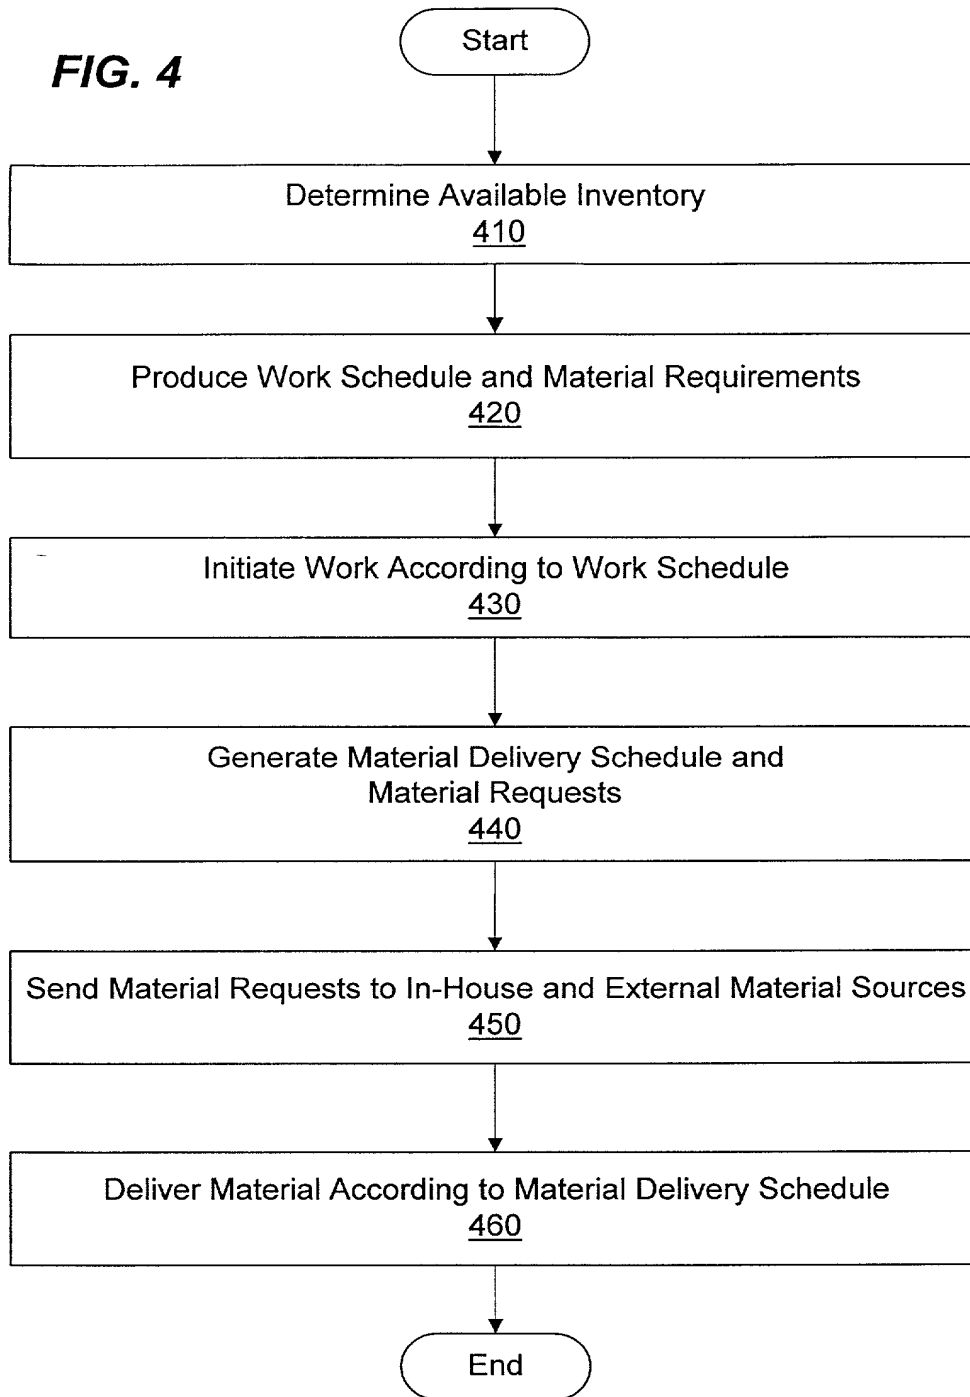 FIG. 4
Start
Determine Available Inventory
410
Produce Work Schedule and Material Requirements
420
Initiate Work According to Work Schedule
430
Generate Material Delivery Schedule and
Material Requests
440
Send Material Requests to In-House and External Material Sources
450
Deliver Material According to Material Delivery Schedule
460
End